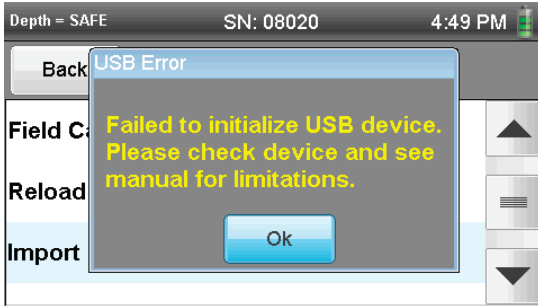 Depth = SAFE SN: 08020 4:49 PM
Back
USB Error
Field Ca
Failed to initialize USB device.
Please check device and see
manual for limitations.
Reload
Import
Ok